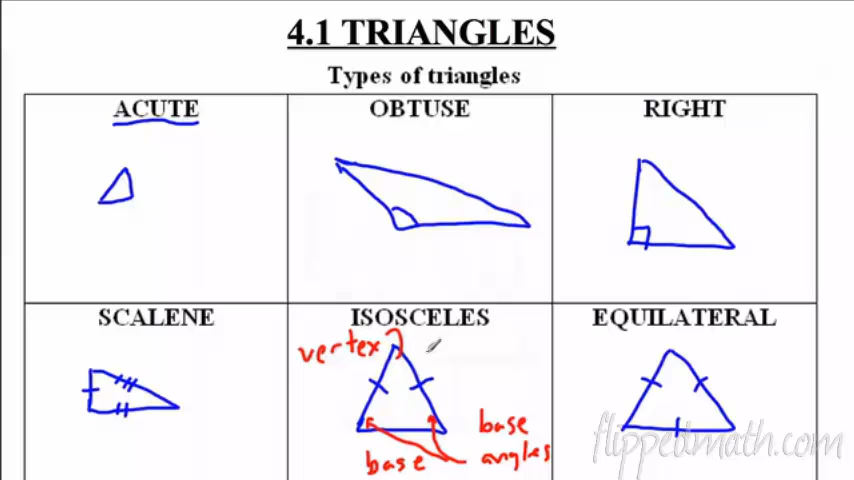 4.1 TRIANGLES
Types of triangles
ACUTE OBTUSE RIGHT
SCALENE ISOSCELES EQUILATERAL
vertex
base
base angles
flippedmath.com